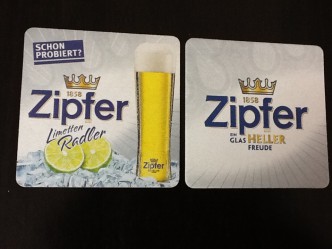 SCHON
PROBIERT?
1858
Zipfer
Limetten
Radler
Zipfer
1858
Zipfer
EIN
GLAS HELLER
FREUDE